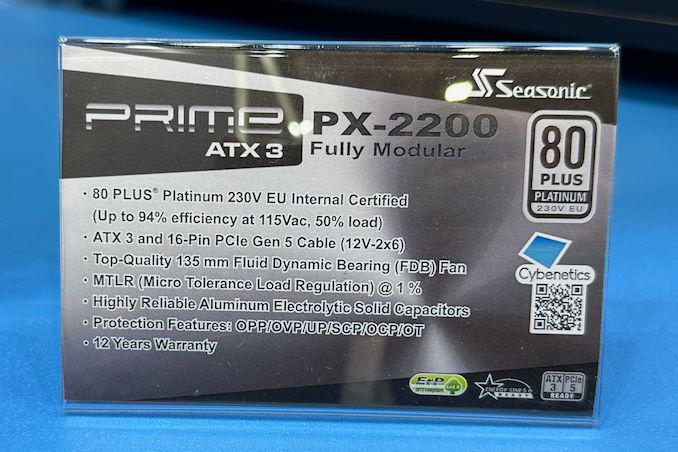 Seasonic®
PRIME PX-2200
ATX 3 Fully Modular
80
PLUS
PLATINUM
230V EU
· 80 PLUS® Platinum 230V EU Internal Certified
(Up to 94% efficiency at 115Vac, 50% load)
· ATX 3 and 16-Pin PCIe Gen 5 Cable (12V-2x6)
· Top-Quality 135 mm Fluid Dynamic Bearing (FDB) Fan
· MTLR (Micro Tolerance Load Regulation) @ 1 %
· Highly Reliable Aluminum Electrolytic Solid Capacitors
· Protection Features: OPP/OVP/UP/SCP/OCP/OT
· 12 Years Warranty
Cybenetics
ErP
ENERGY STAR
READY
ATX PCIe
3 5
READY